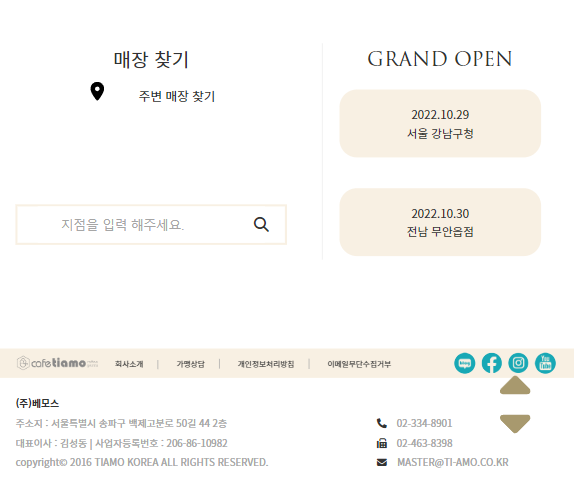 매장 찾기
주변 매장 찾기
지점을 입력 해주세요.
GRAND OPEN
2022.10.29
서울 강남구청
2022.10.30
전남 무안읍점
cafe tiamo
회사소개 | 가맹상담 | 개인정보처리방침 | 이메일무단수집거부
blog
You Tube
(주)베모스
주소지 : 서울특별시 송파구 백제고분로 50길 44 2층
대표이사 : 김성동 | 사업자등록번호 : 206-86-10982
copyright© 2016 TIAMO KOREA ALL RIGHTS RESERVED.
02-334-8901
02-463-8398
MASTER@TI-AMO.CO.KR